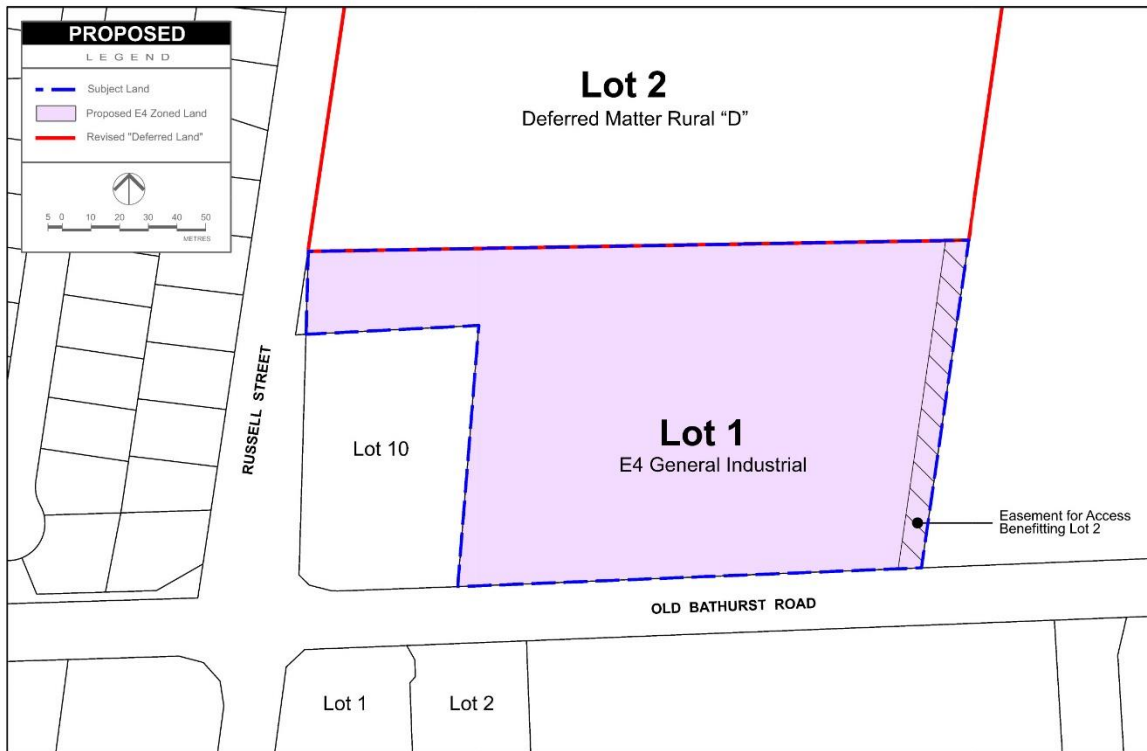 PROPOSED
LEGEND
Subject Land
Proposed E4 Zoned Land
Revised "Deferred Land"
5 0 10 20 30 40 50
METRES
Lot 2
Deferred Matter Rural “D”
RUSSELL STREET
Lot 10
Lot 1
E4 General Industrial
Easement for Access
Benefitting Lot 2
OLD BATHURST ROAD
Lot 1
Lot 2